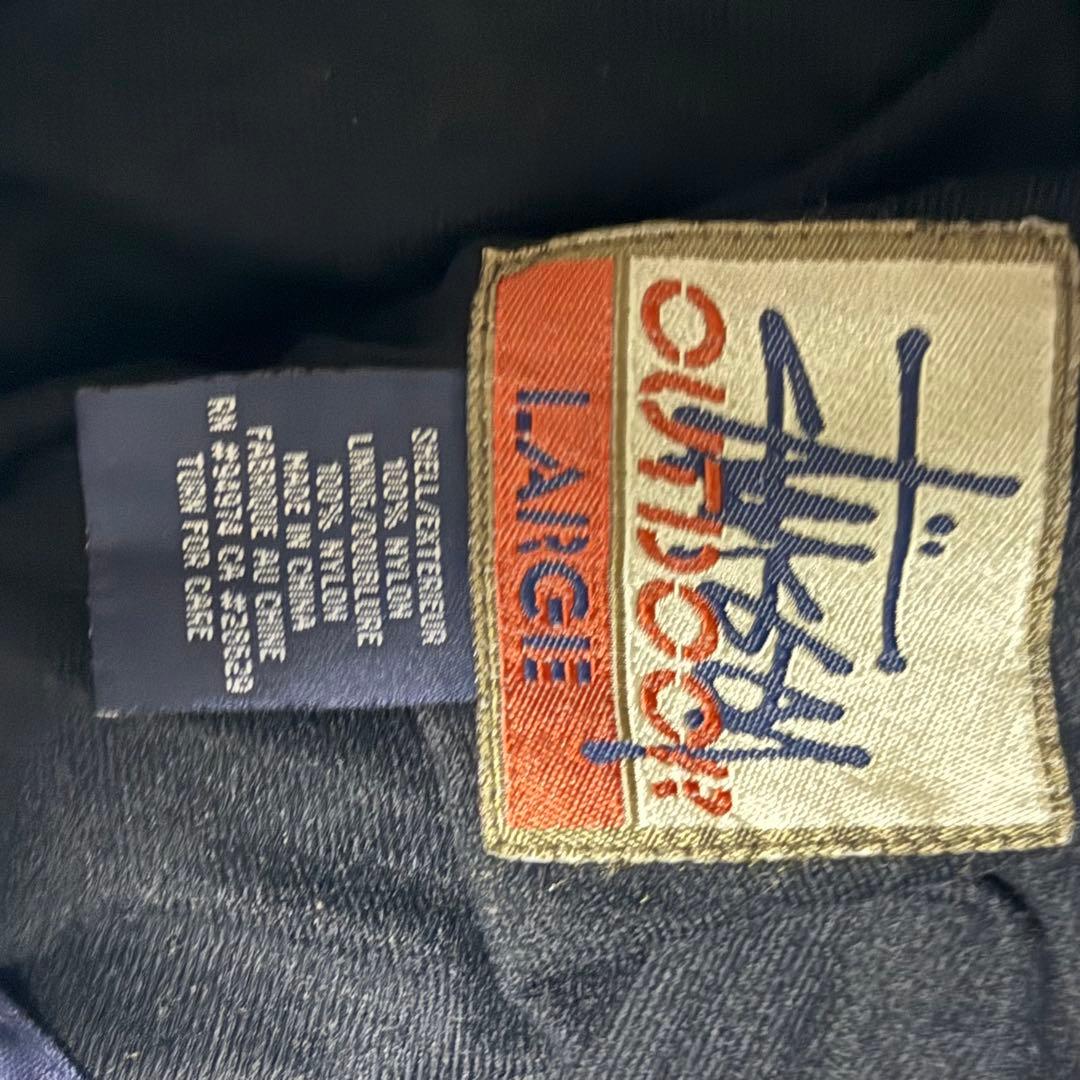 Stüssy
OUTDOOR
LARGE
SHELL/EXTERIEUR
100% NYLON
LINING/DOUBLURE
100% NYLON
MADE IN CHINA
FABRIQUE AU CHINE
TURN FOR CARE